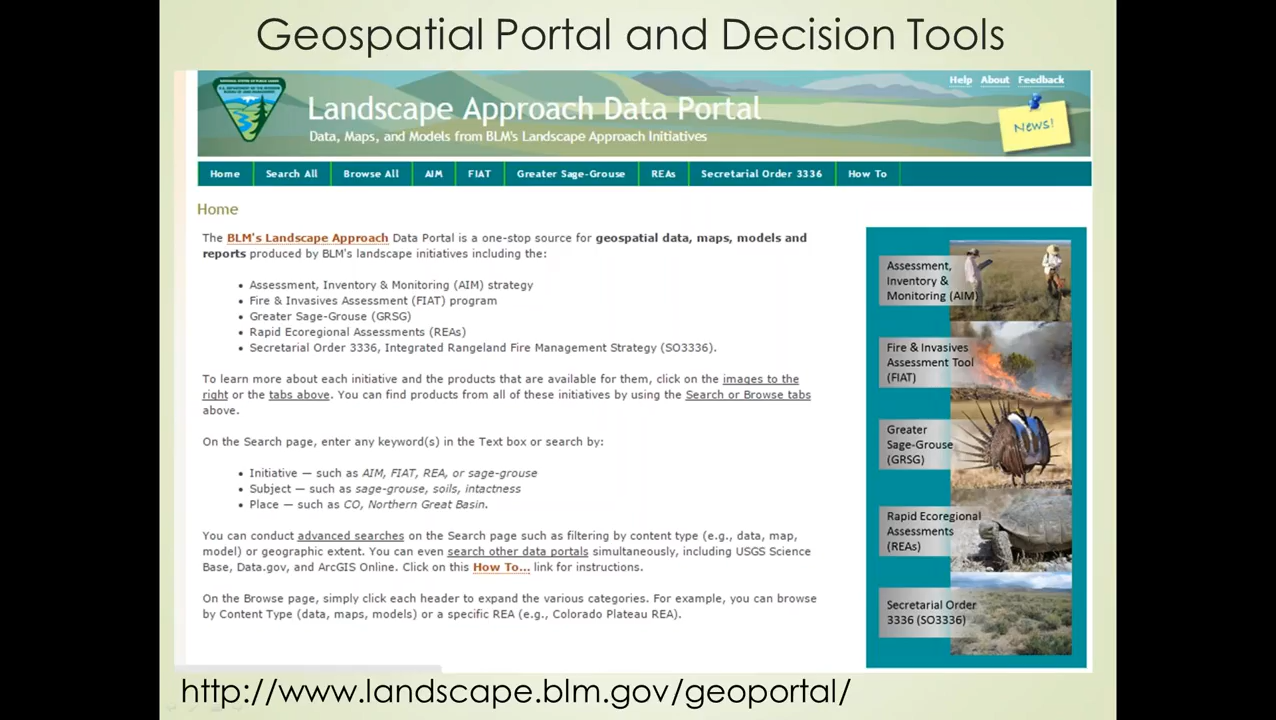 Geospatial Portal and Decision Tools
Help About Feedback
Landscape Approach Data Portal
Data, Maps, and Models from BLM's Landscape Approach Initiatives
News!
Home Search All Browse All AIM FIAT Greater Sage-Grouse REAs Secretarial Order 3336 How To
Home
The BLM's Landscape Approach Data Portal is a one-stop source for geospatial data, maps, models and
reports produced by BLM's landscape initiatives including the:
• Assessment, Inventory & Monitoring (AIM) strategy
• Fire & Invasives Assessment (FIAT) program
• Greater Sage-Grouse (GRSG)
• Rapid Ecoregional Assessments (REAs)
• Secretarial Order 3336, Integrated Rangeland Fire Management Strategy (SO3336).
To learn more about each initiative and the products that are available for them, click on the images to the
right or the tabs above. You can find products from all of these initiatives by using the Search or Browse tabs
above.
On the Search page, enter any keyword(s) in the Text box or search by:
• Initiative — such as AIM, FIAT, REA, or sage-grouse
• Subject — such as sage-grouse, soils, intactness
• Place — such as CO, Northern Great Basin.
You can conduct advanced searches on the Search page such as filtering by content type (e.g., data, map,
model) or geographic extent. You can even search other data portals simultaneously, including USGS Science
Base, Data.gov, and ArcGIS Online. Click on this How To... link for instructions.
On the Browse page, simply click each header to expand the various categories. For example, you can browse
by Content Type (data, maps, models) or a specific REA (e.g., Colorado Plateau REA).
Assessment,
Inventory &
Monitoring (AIM)
Fire & Invasives
Assessment Tool
(FIAT)
Greater
Sage-Grouse
(GRSG)
Rapid Ecoregional
Assessments
(REAs)
Secretarial Order
3336 (SO3336)
http://www.landscape.blm.gov/geoportal/